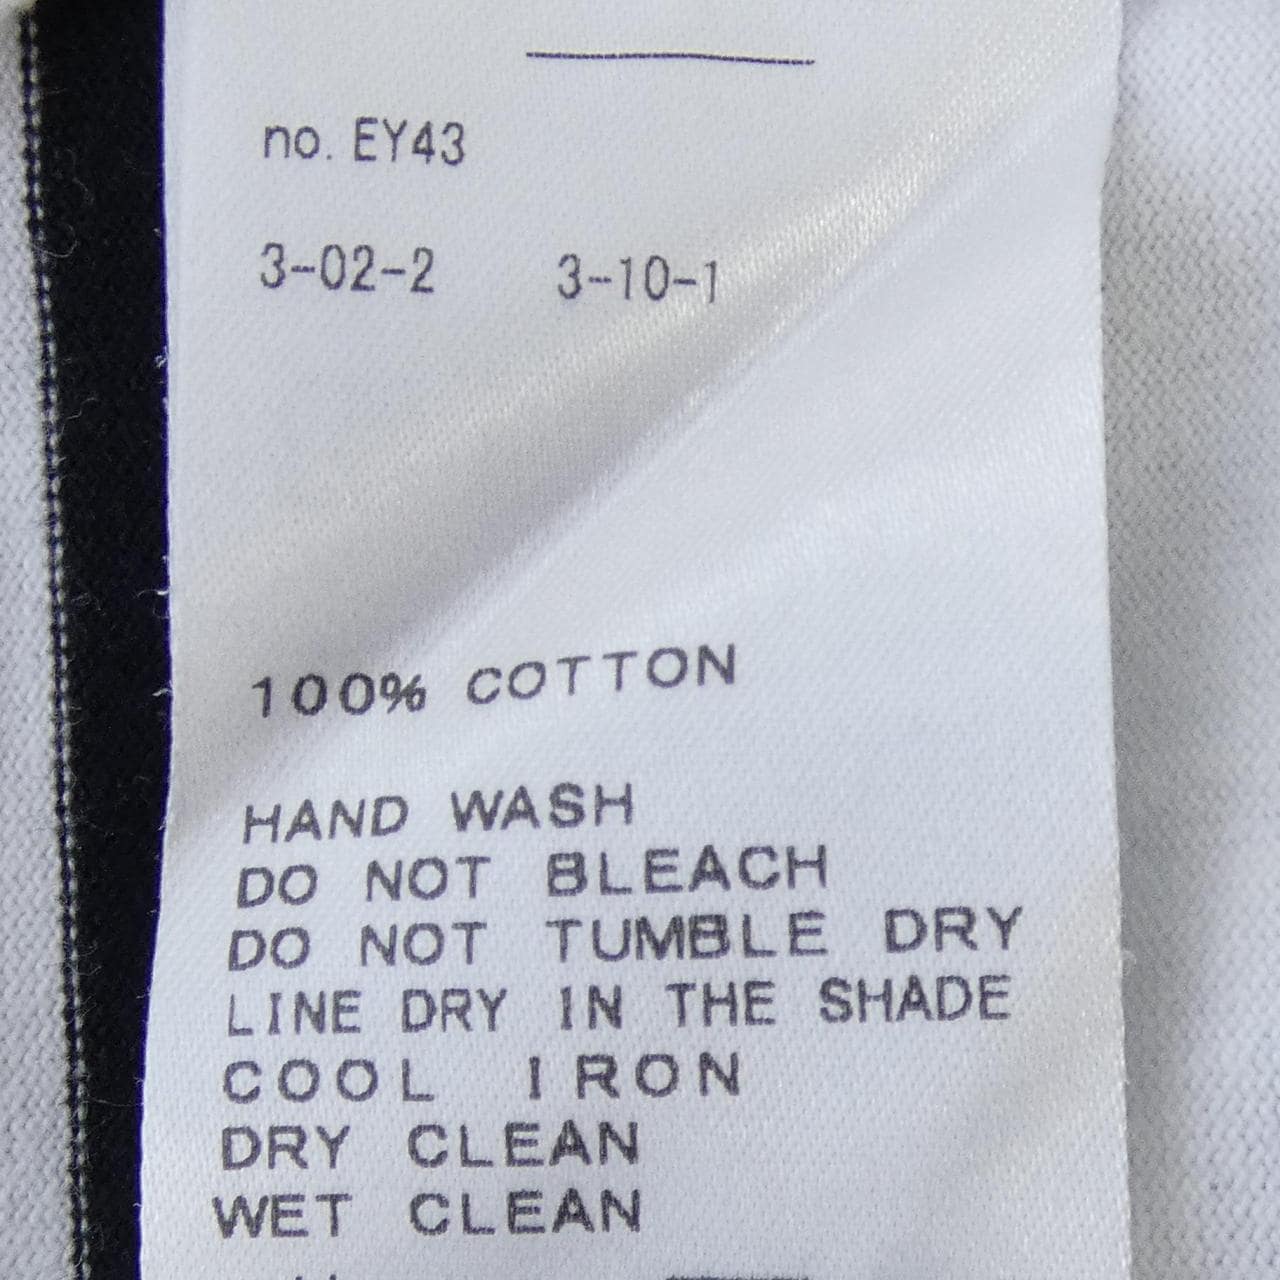 no. EY43
3-02-2 3-10-1
100% COTTON
HAND WASH
DO NOT BLEACH
DO NOT TUMBLE DRY
LINE DRY IN THE SHADE
COOL IRON
DRY CLEAN
WET CLEAN